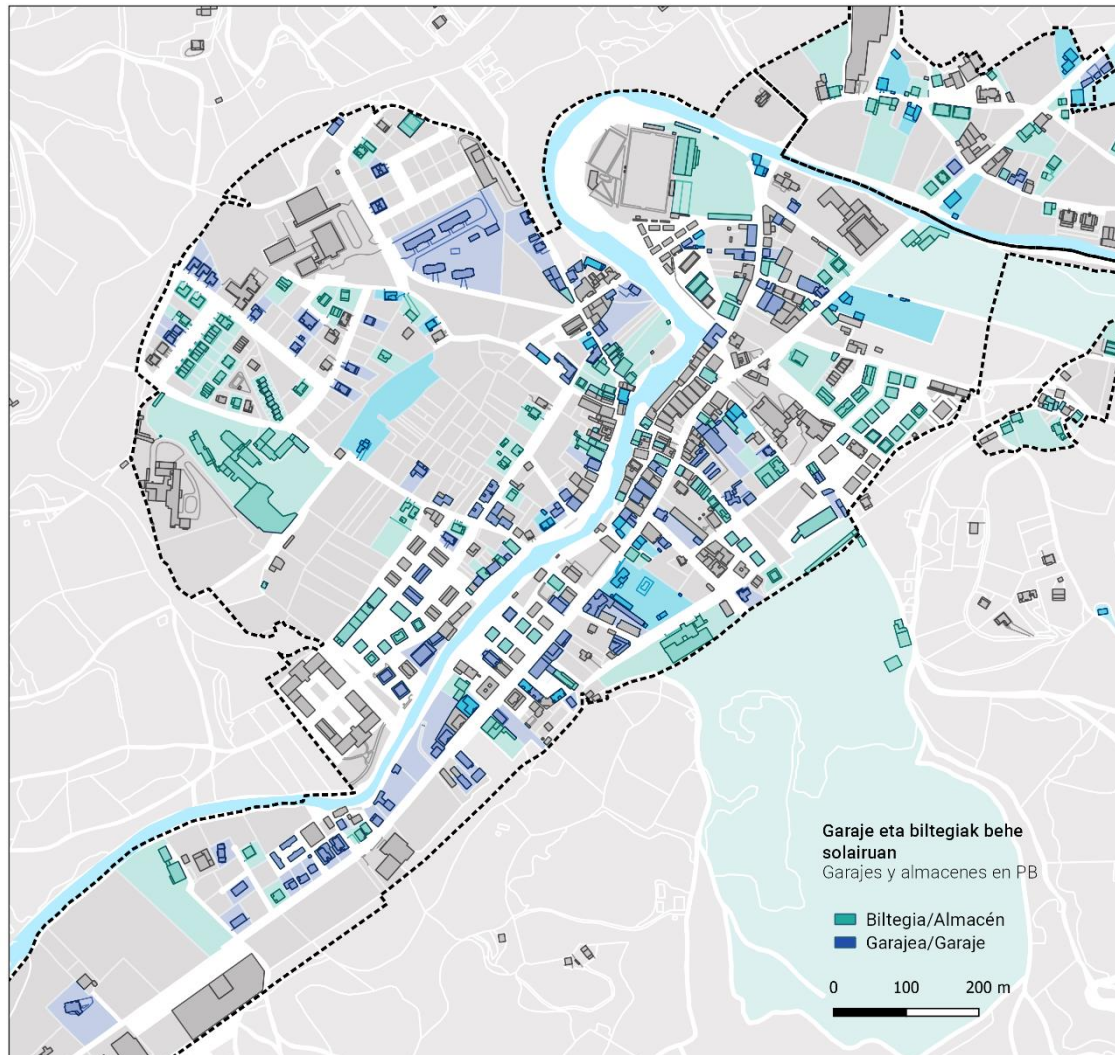 Garaje eta biltegiak behe
solairuan
Garajes y almacenes en PB
Biltegia/Almacén
Garajea/Garaje
0 100 200 m